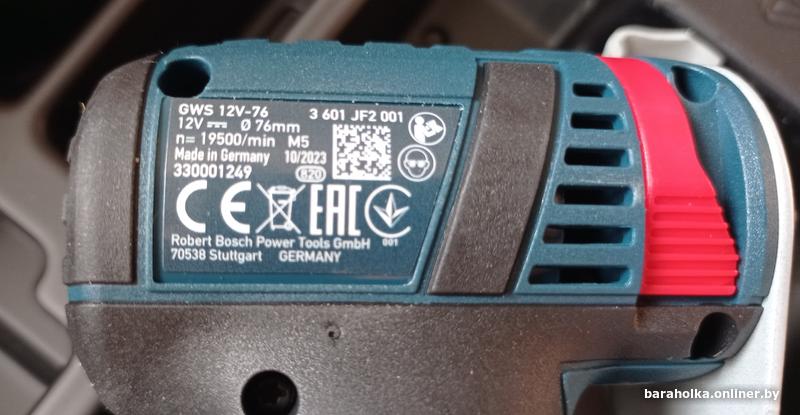 GWS 12V-76 3 601 JF2 001
12V Ø 76mm
n= 19500/min M5
Made in Germany 10/2023
330001249 820
CE EAC
001
Robert Bosch Power Tools GmbH
70538 Stuttgart GERMANY
baraholka.onliner.by